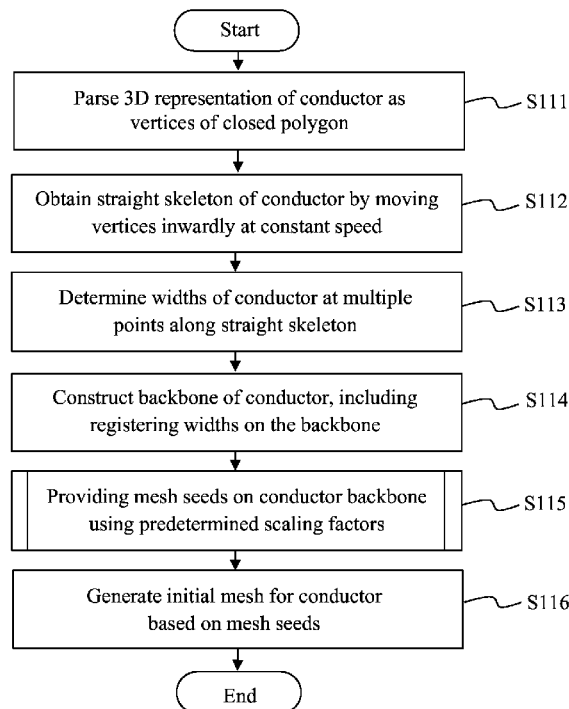 Start
Parse 3D representation of conductor as
vertices of closed polygon
S111
Obtain straight skeleton of conductor by moving
vertices inwardly at constant speed
S112
Determine widths of conductor at multiple
points along straight skeleton
S113
Construct backbone of conductor, including
registering widths on the backbone
S114
Providing mesh seeds on conductor backbone
using predetermined scaling factors
S115
Generate initial mesh for conductor
based on mesh seeds
S116
End